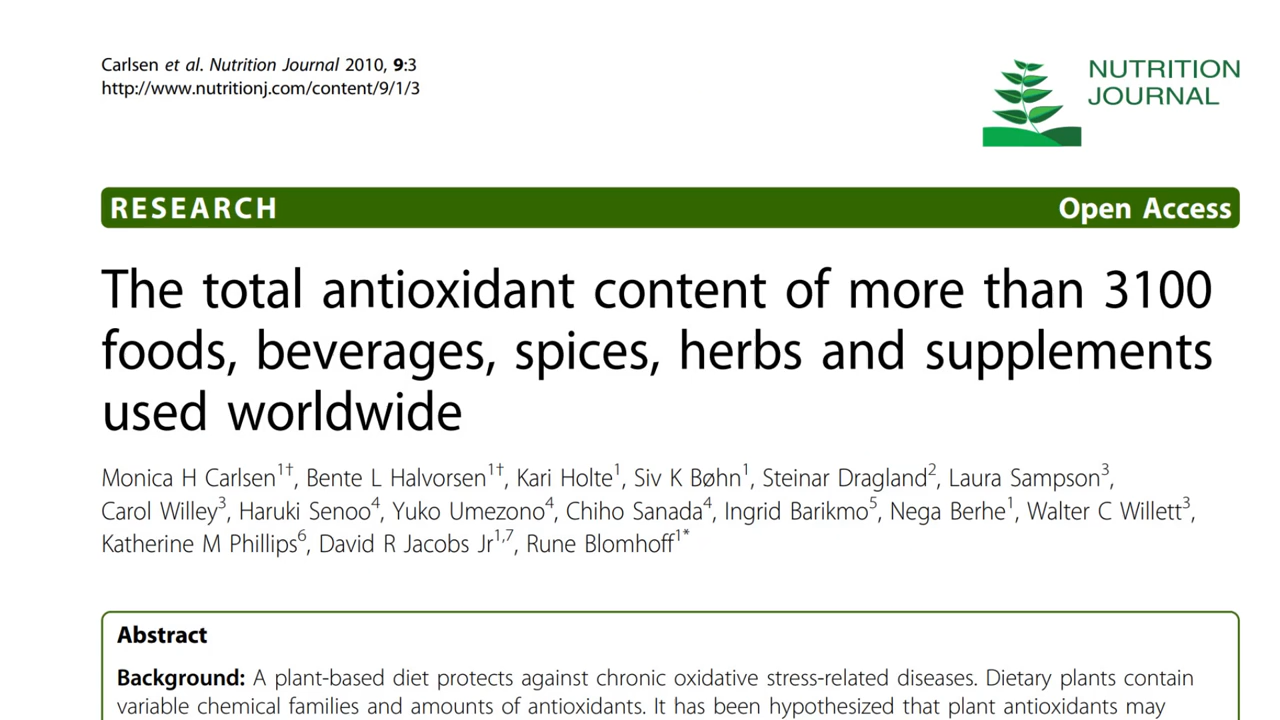 Carlsen et al. Nutrition Journal 2010, 9:3
http://www.nutritionj.com/content/9/1/3
NUTRITION
JOURNAL
RESEARCH Open Access
The total antioxidant content of more than 3100
foods, beverages, spices, herbs and supplements
used worldwide
Monica H Carlsen1†, Bente L Halvorsen1†, Kari Holte1, Siv K Bøhn1, Steinar Dragland2, Laura Sampson3,
Carol Willey3, Haruki Senoo4, Yuko Umezono4, Chiho Sanada4, Ingrid Barikmo5, Nega Berhe1, Walter C Willett3,
Katherine M Phillips6, David R Jacobs Jr1,7, Rune Blomhoff1*
Abstract
Background: A plant-based diet protects against chronic oxidative stress-related diseases. Dietary plants contain
variable chemical families and amounts of antioxidants. It has been hypothesized that plant antioxidants may